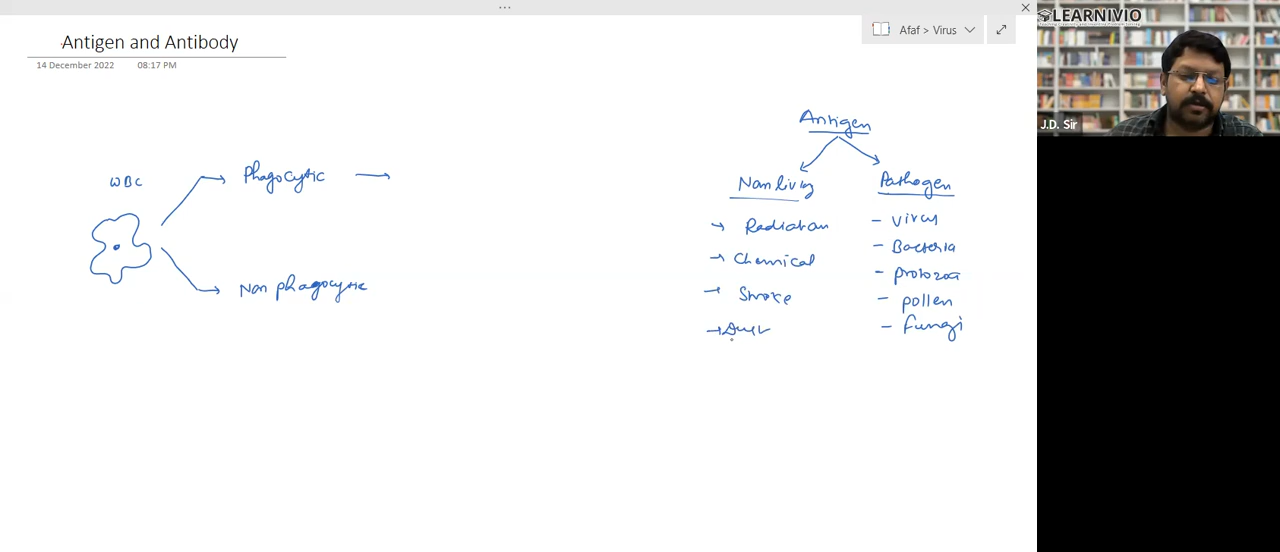 Antigen and Antibody
14 December 2022 08:17 PM
Afaf > Virus
LEARNIVIO
J.D. Sir
Antigen
WBC
Phagocytic
Non phagocytic
Non living
Radiation
Chemical
Smoke
Dust
Pathogen
- Virus
- Bacteria
- protozoa
- pollen
- Fungi